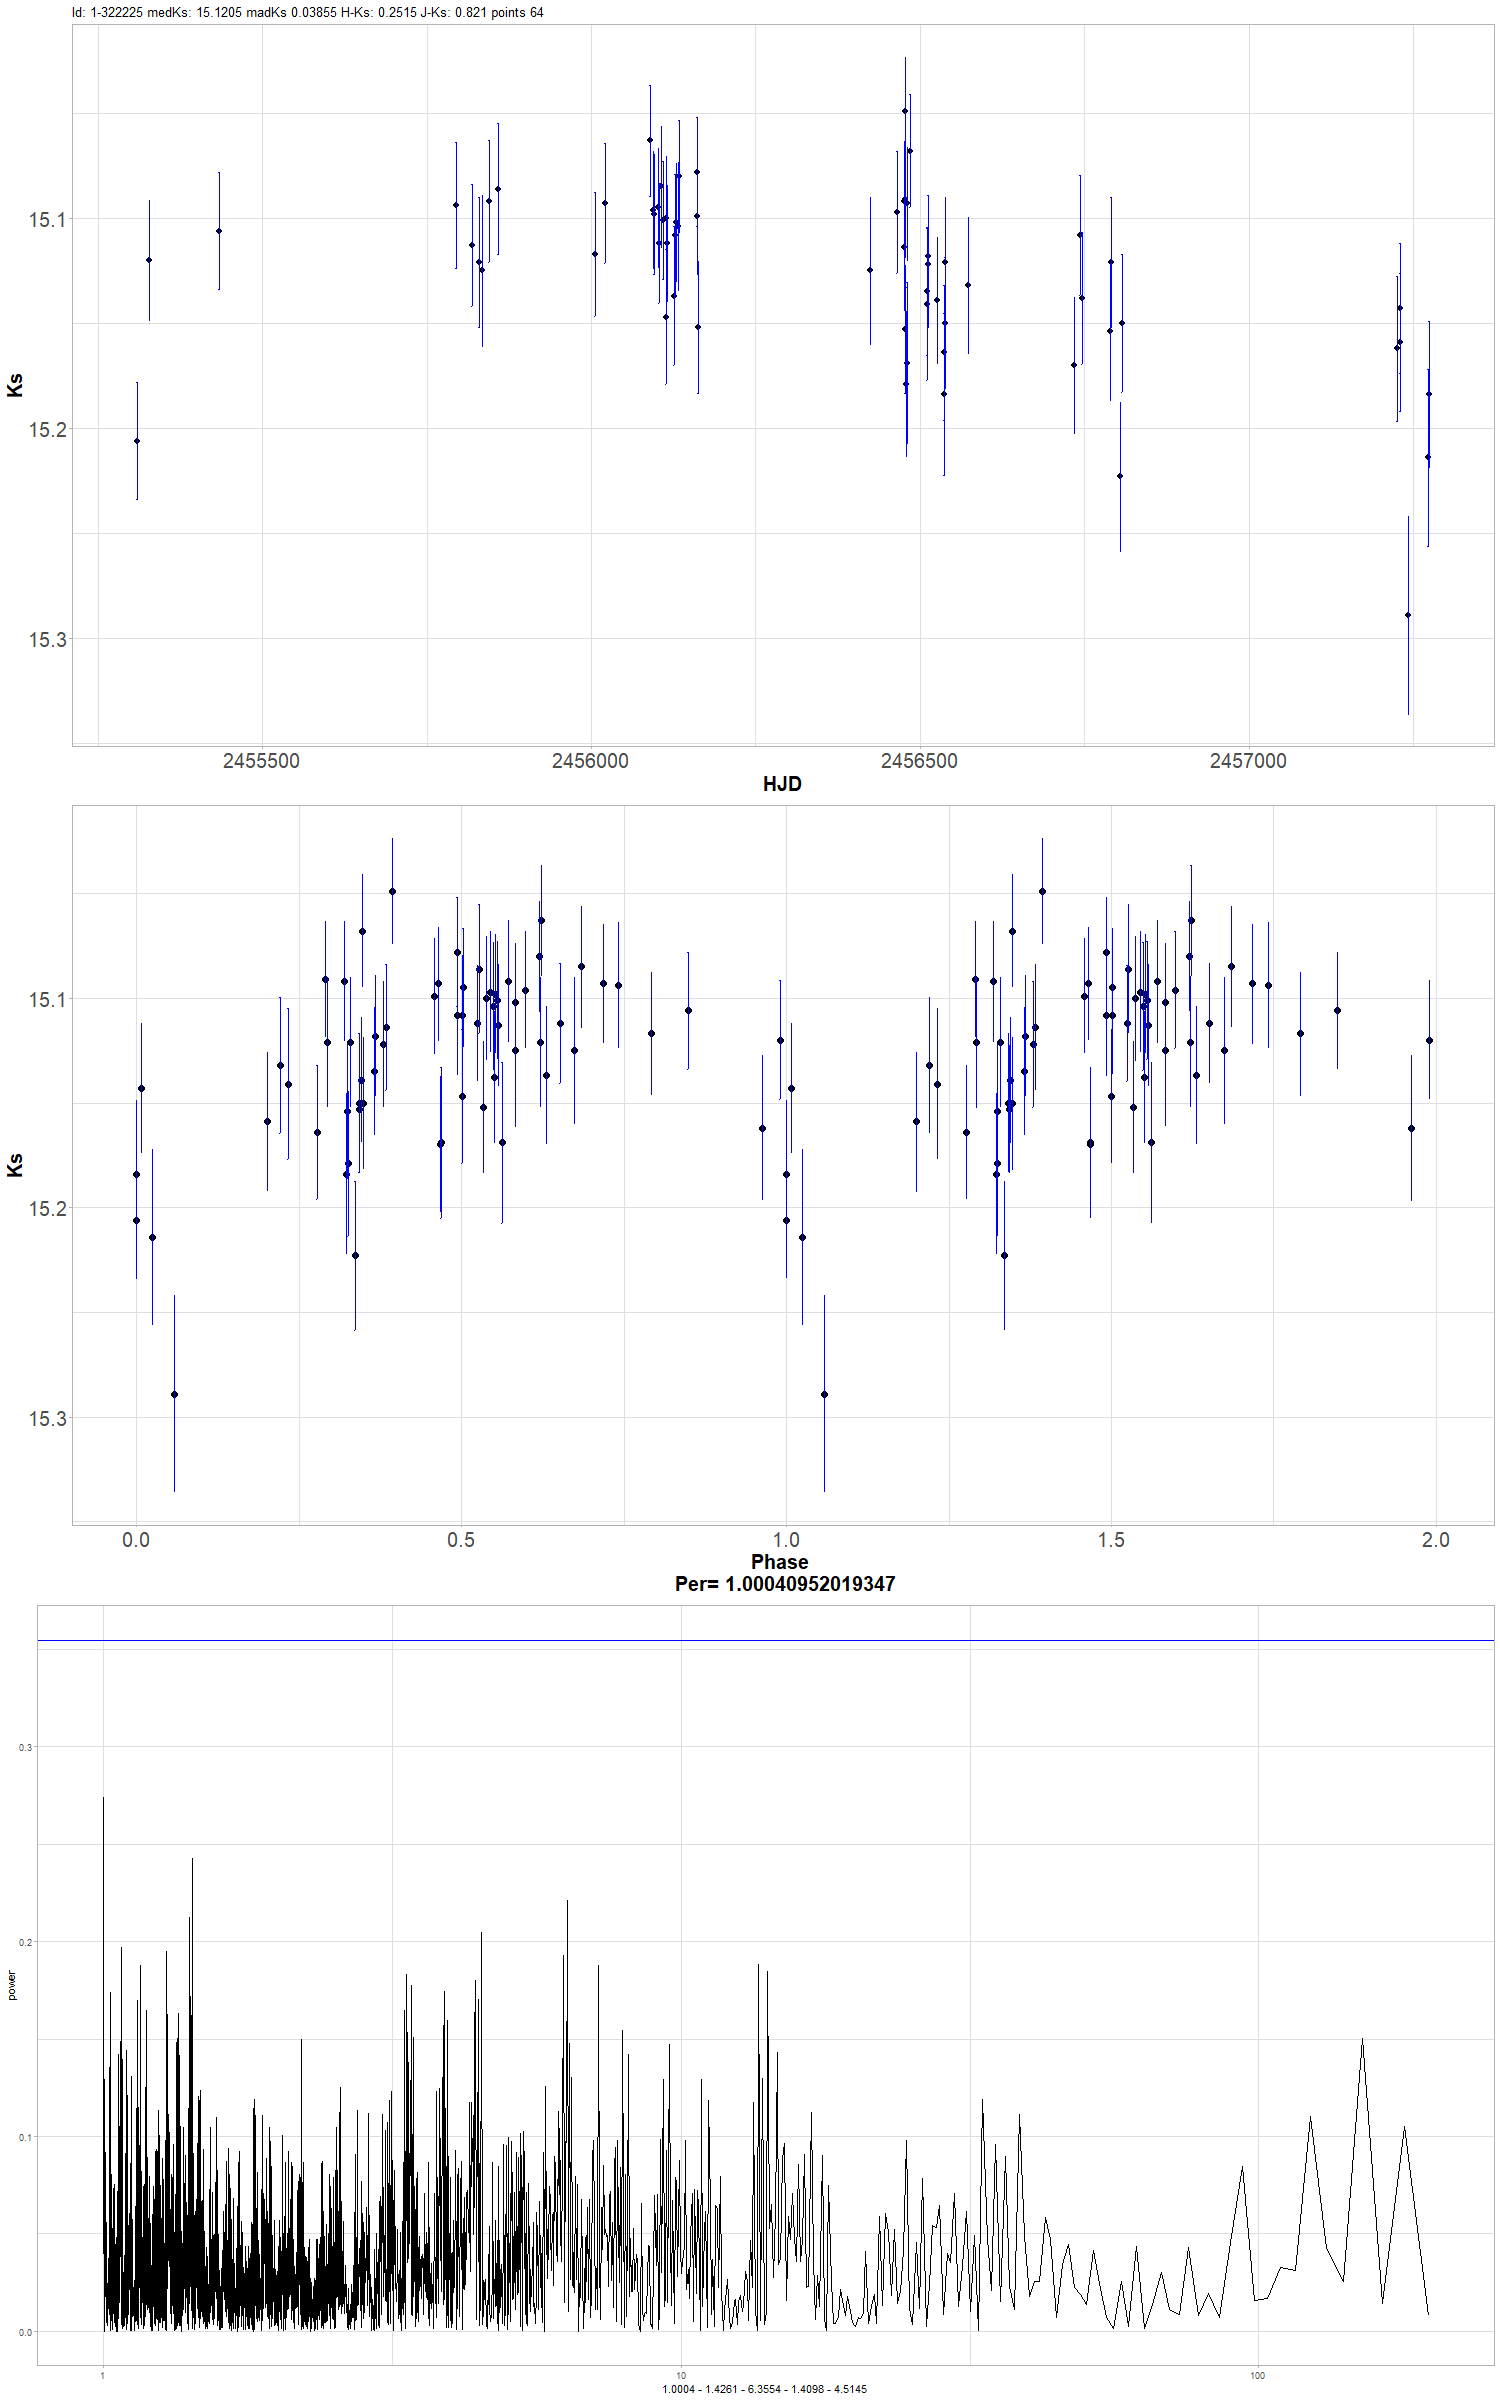 Id: 1-322225 medKs: 15.1205 madKs 0.03855 H-Ks: 0.2515 J-Ks: 0.821 points 64
15.1
15.2
15.3
Ks
2455500 2456000 2456500 2457000
HJD
15.1
15.2
15.3
Ks
0.0 0.5 1.0 1.5 2.0
Phase
Per= 1.00040952019347
0.3
0.2
0.1
0.0
power
1 10 100
1.0004 - 1.4261 - 6.3554 - 1.4098 - 4.5145